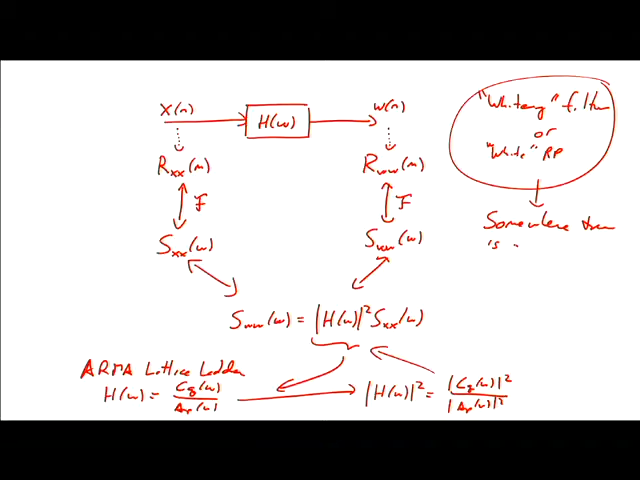 X(n) H(ω) w(n)
"Whitening" filter
or
"White" RP
Rxx(m) Rww(m)
F F
Somewhere there
is
Sxx(ω) Sww(ω)
Sww(ω) = |H(ω)|² Sxx(ω)
ARMA Lattice Ladder
H(ω) = Cq(ω) / Ap(ω) |H(ω)|² = |Cq(ω)|² / |Ap(ω)|²